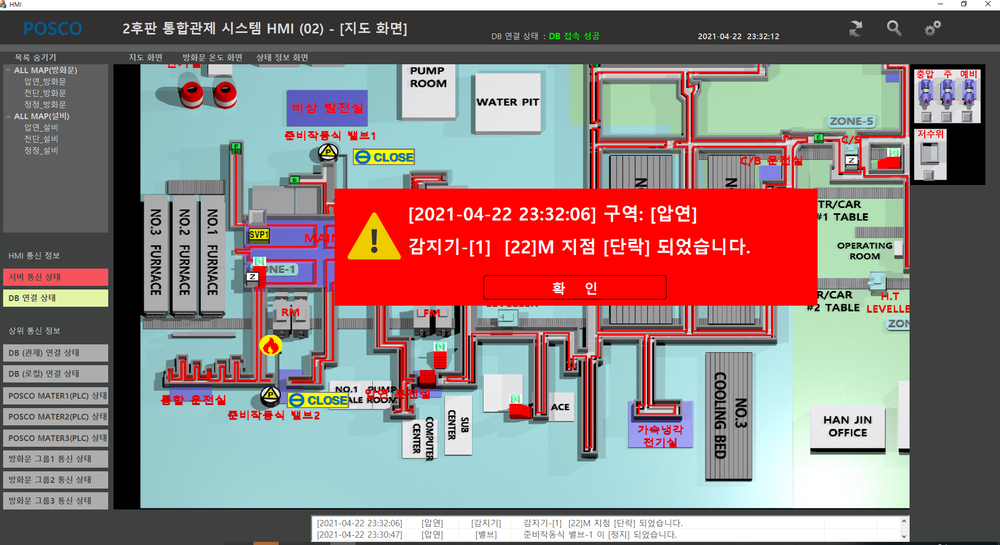 HMI
POSCO
2후판 통합관제 시스템 HMI (02) - [지도 화면]
DB 연결 상태 : DB 접속 성공
2021-04-22 23:32:12
목록 숨기기
지도 화면
방화문 온도 화면
상태 정보 화면
ALL MAP(방화문)
압연_방화문
전단_방화문
정정_방화문
ALL MAP(설비)
압연_설비
전단_설비
정정_설비
HMI 통신 정보
서버 통신 상태
DB 연결 상태
상위 통신 정보
DB (관제) 연결 상태
DB (로컬) 연결 상태
POSCO MATER1(PLC) 상태
POSCO MATER2(PLC) 상태
POSCO MATER3(PLC) 상태
방화문 그룹1 통신 상태
방화문 그룹2 통신 상태
방화문 그룹3 통신 상태
PUMP
ROOM
WATER PIT
비상 발전실
준비작동식 밸브1
P
CLOSE
E
E
ZONE-5
E
C/S
Z
C/B 운전실
충압 주 예비
저수위
NO.3 FURNACE
NO.2 FURNACE
NO.1 FURNACE
SVP1
Z
[2021-04-22 23:32:06] 구역: [압연]
감지기-[1] [22]M 지점 [단락] 되었습니다.
확 인
TR/CAR
#1 TABLE
OPERATING
ROOM
#2 TABLE
H.T
RM
FM
통합 운전실
P
CLOSE
준비작동식 밸브2
NO.1
PUMP
ROOM
압연 운전실
COMPUTER
CENTER
SUB
CENTER
ACE
가속냉각
전기실
NO.3
COOLING BED
HAN JIN
OFFICE
[2021-04-22 23:32:06] [압연] [감지기] 감지기-[1] [22]M 지점 [단락] 되었습니다.
[2021-04-22 23:30:47] [압연] [밸브] 준비작동식 밸브-1 이 [정지] 되었습니다.